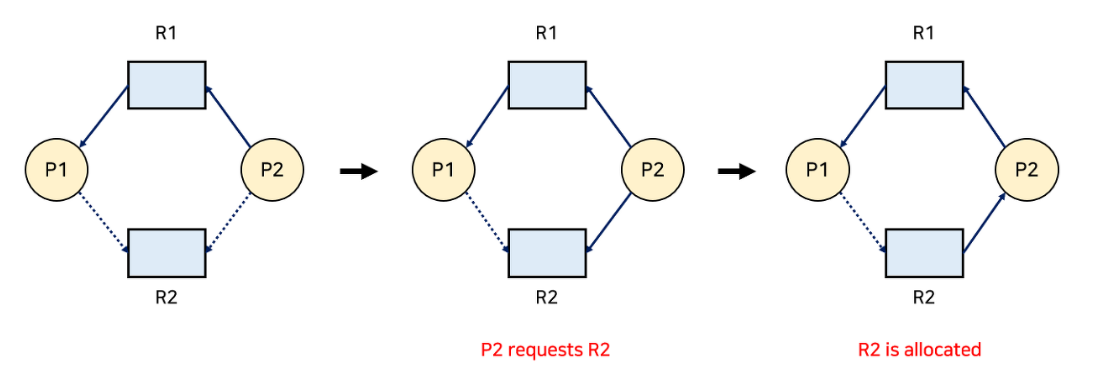 R1
R1
R1
P1
P2
P1
P2
P1
P2
R2
R2
R2
P2 requests R2
R2 is allocated